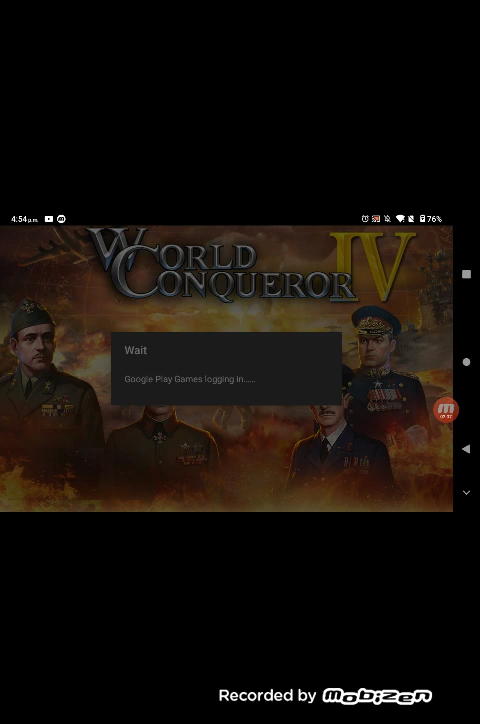 4:54 p.m. 76%
WORLD
CONQUEROR IV
Wait
Google Play Games logging in......
Recorded by mobizen